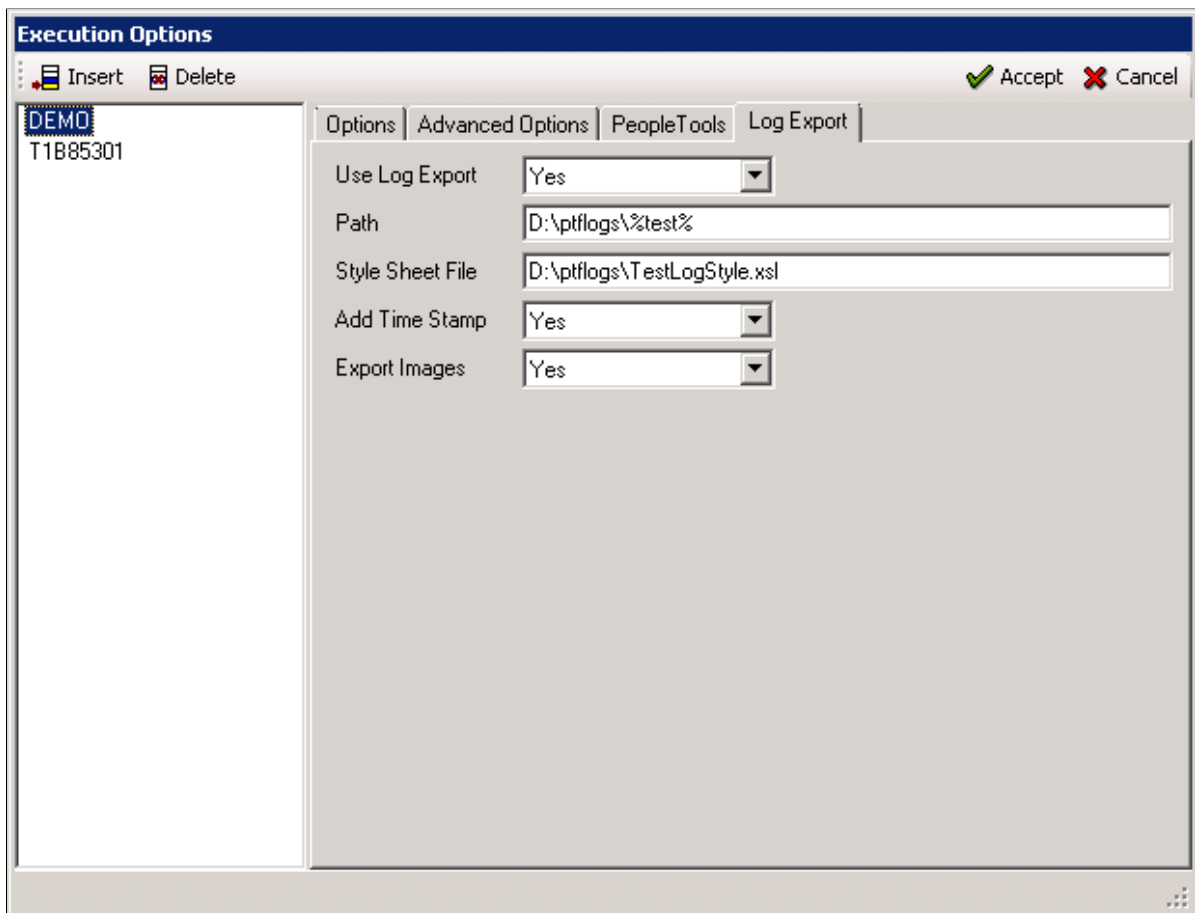 Execution Options
Insert Delete Accept Cancel
DEMO
T1B85301
Options Advanced Options PeopleTools Log Export
Use Log Export Yes
Path D:\ptflogs\%test%
Style Sheet File D:\ptflogs\TestLogStyle.xsl
Add Time Stamp Yes
Export Images Yes